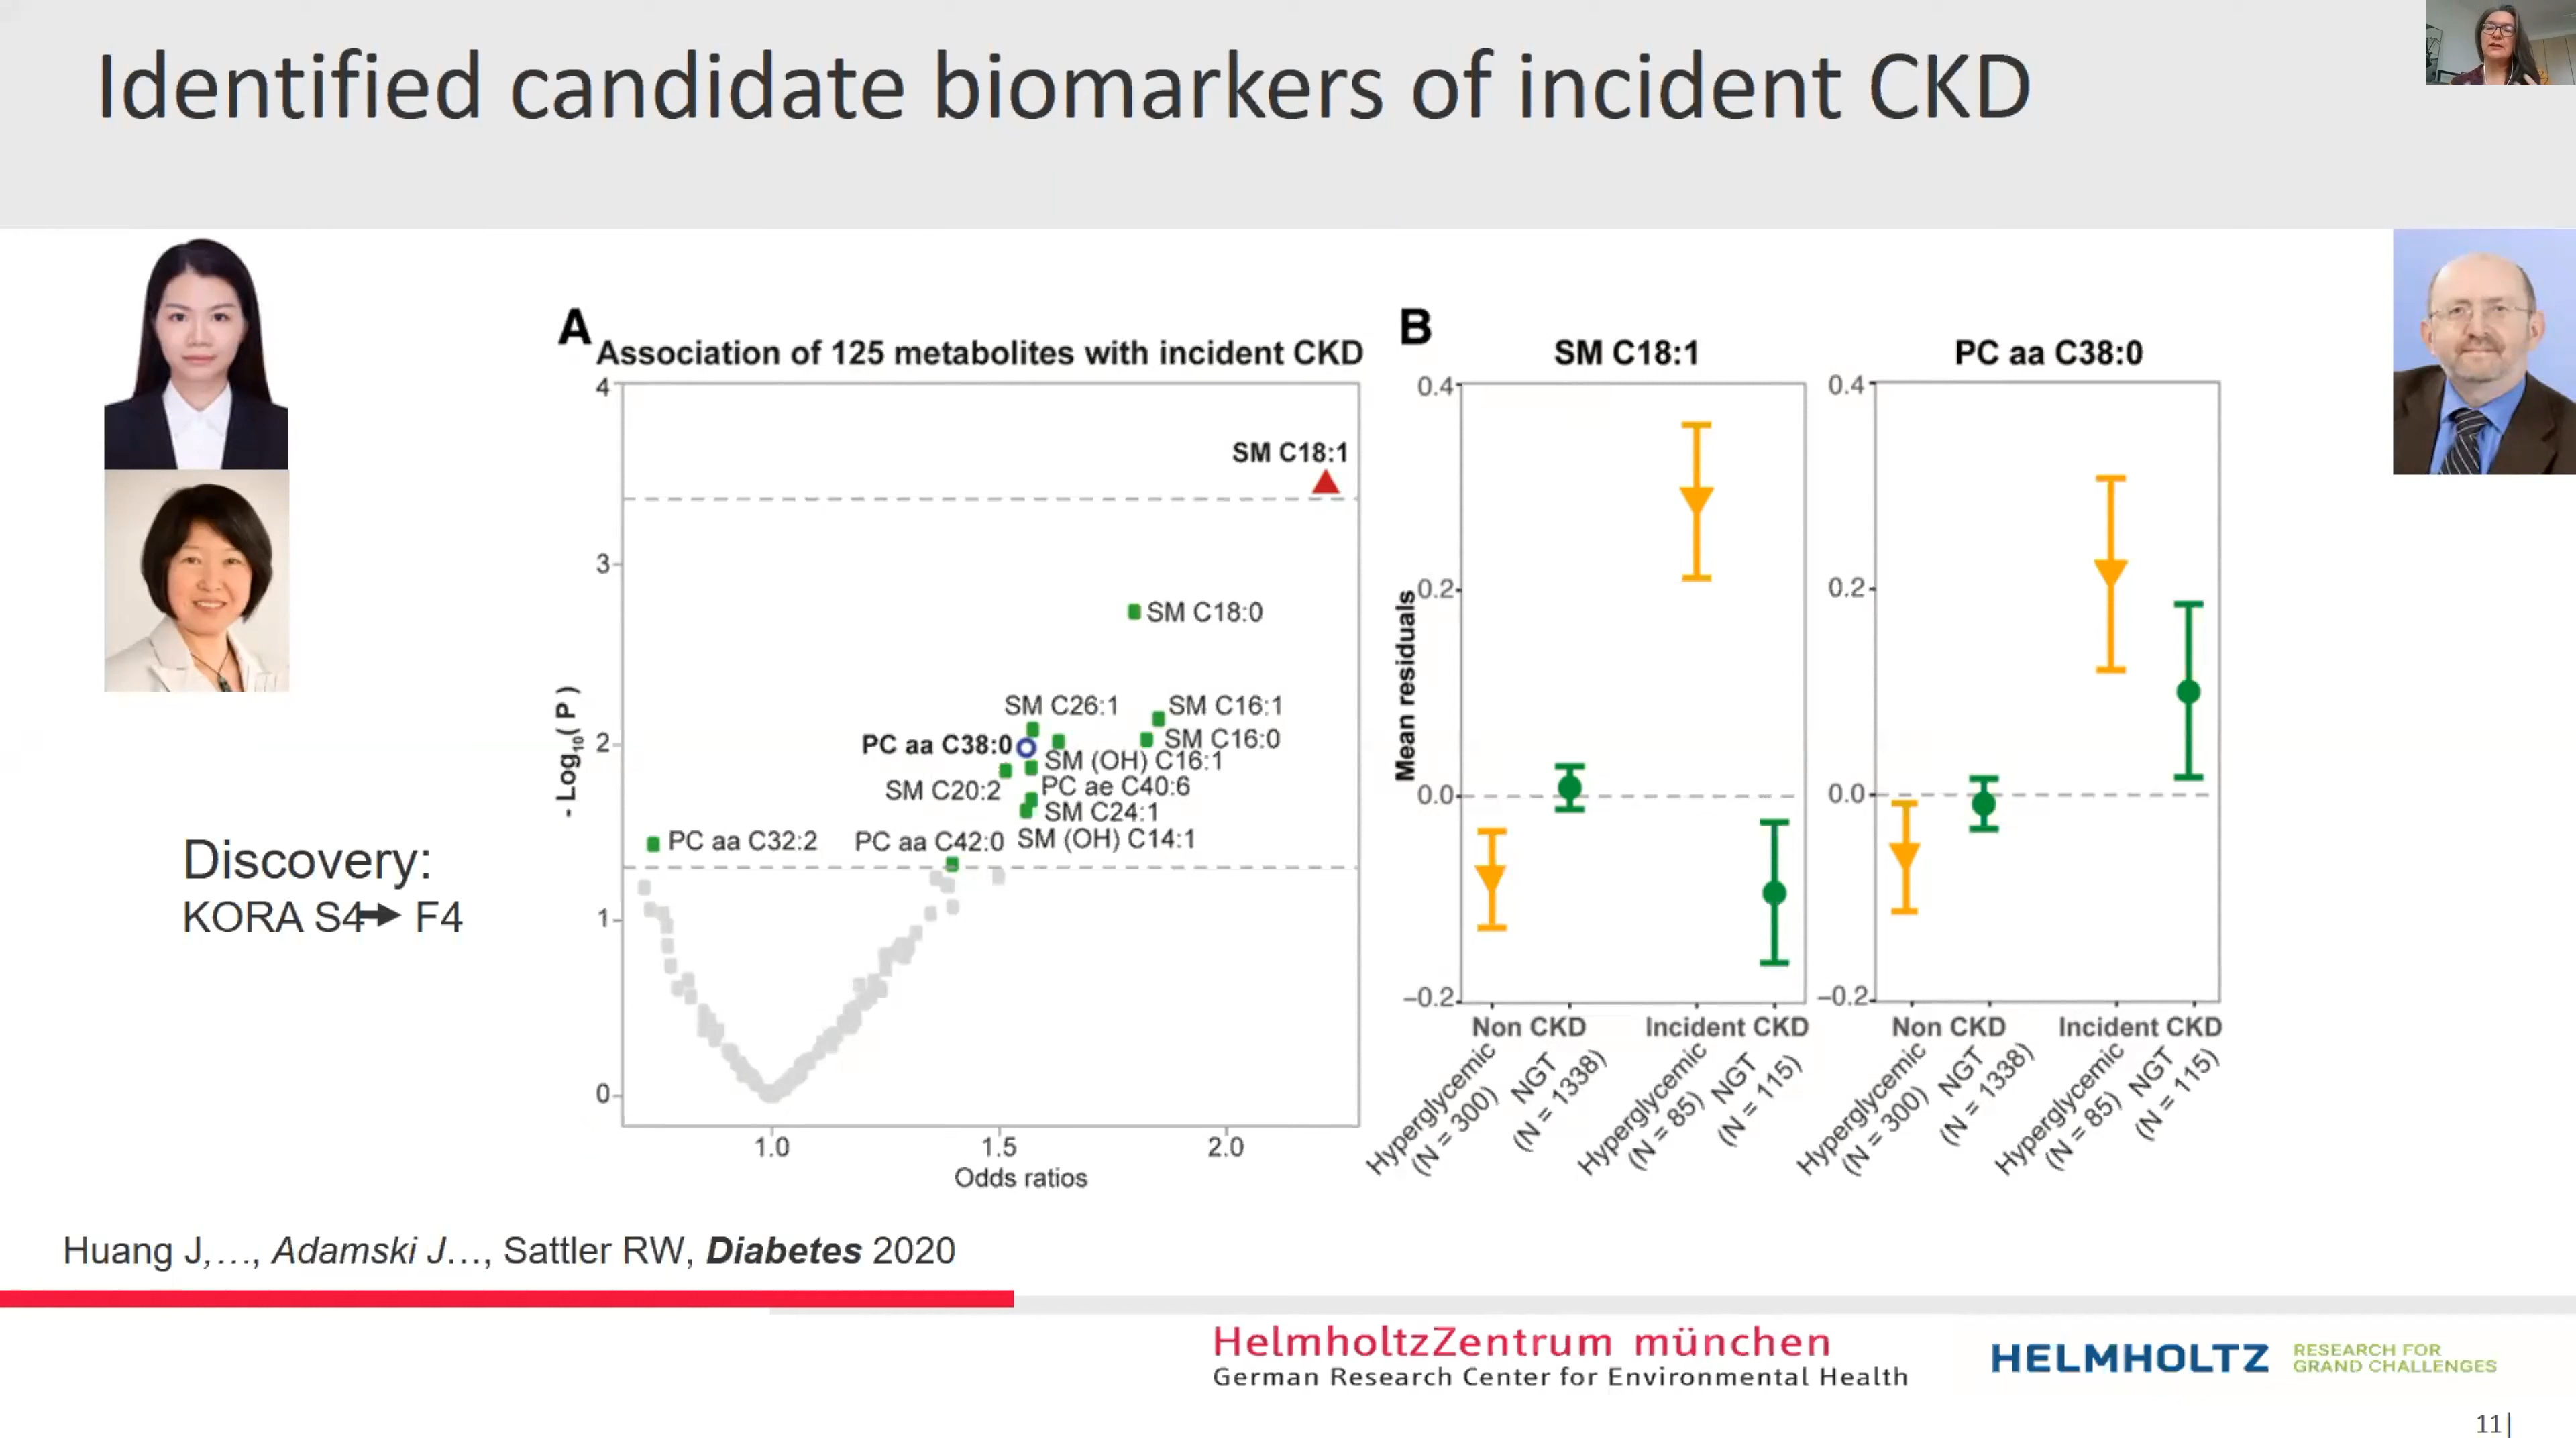 Identified candidate biomarkers of incident CKD
A
Association of 125 metabolites with incident CKD
4
3
2
1
0
- Log10( P )
SM C18:1
SM C18:0
SM C26:1
SM C16:1
PC aa C38:0
SM C16:0
SM (OH) C16:1
SM C20:2
PC ae C40:6
SM C24:1
PC aa C32:2
PC aa C42:0
SM (OH) C14:1
1.0
1.5
2.0
Odds ratios
B
SM C18:1
Mean residuals
0.4
0.2
0.0
−0.2
Non CKD
Incident CKD
Hyperglycemic
(N = 300)
NGT
(N = 1338)
Hyperglycemic
(N = 85)
NGT
(N = 115)
PC aa C38:0
0.4
0.2
0.0
−0.2
Non CKD
Incident CKD
Hyperglycemic
(N = 300)
NGT
(N = 1338)
Hyperglycemic
(N = 85)
NGT
(N = 115)
Discovery:
KORA S4➔ F4
Huang J,…, Adamski J…, Sattler RW, Diabetes 2020
HelmholtzZentrum münchen
German Research Center for Environmental Health
HELMHOLTZ
RESEARCH FOR
GRAND CHALLENGES
11|